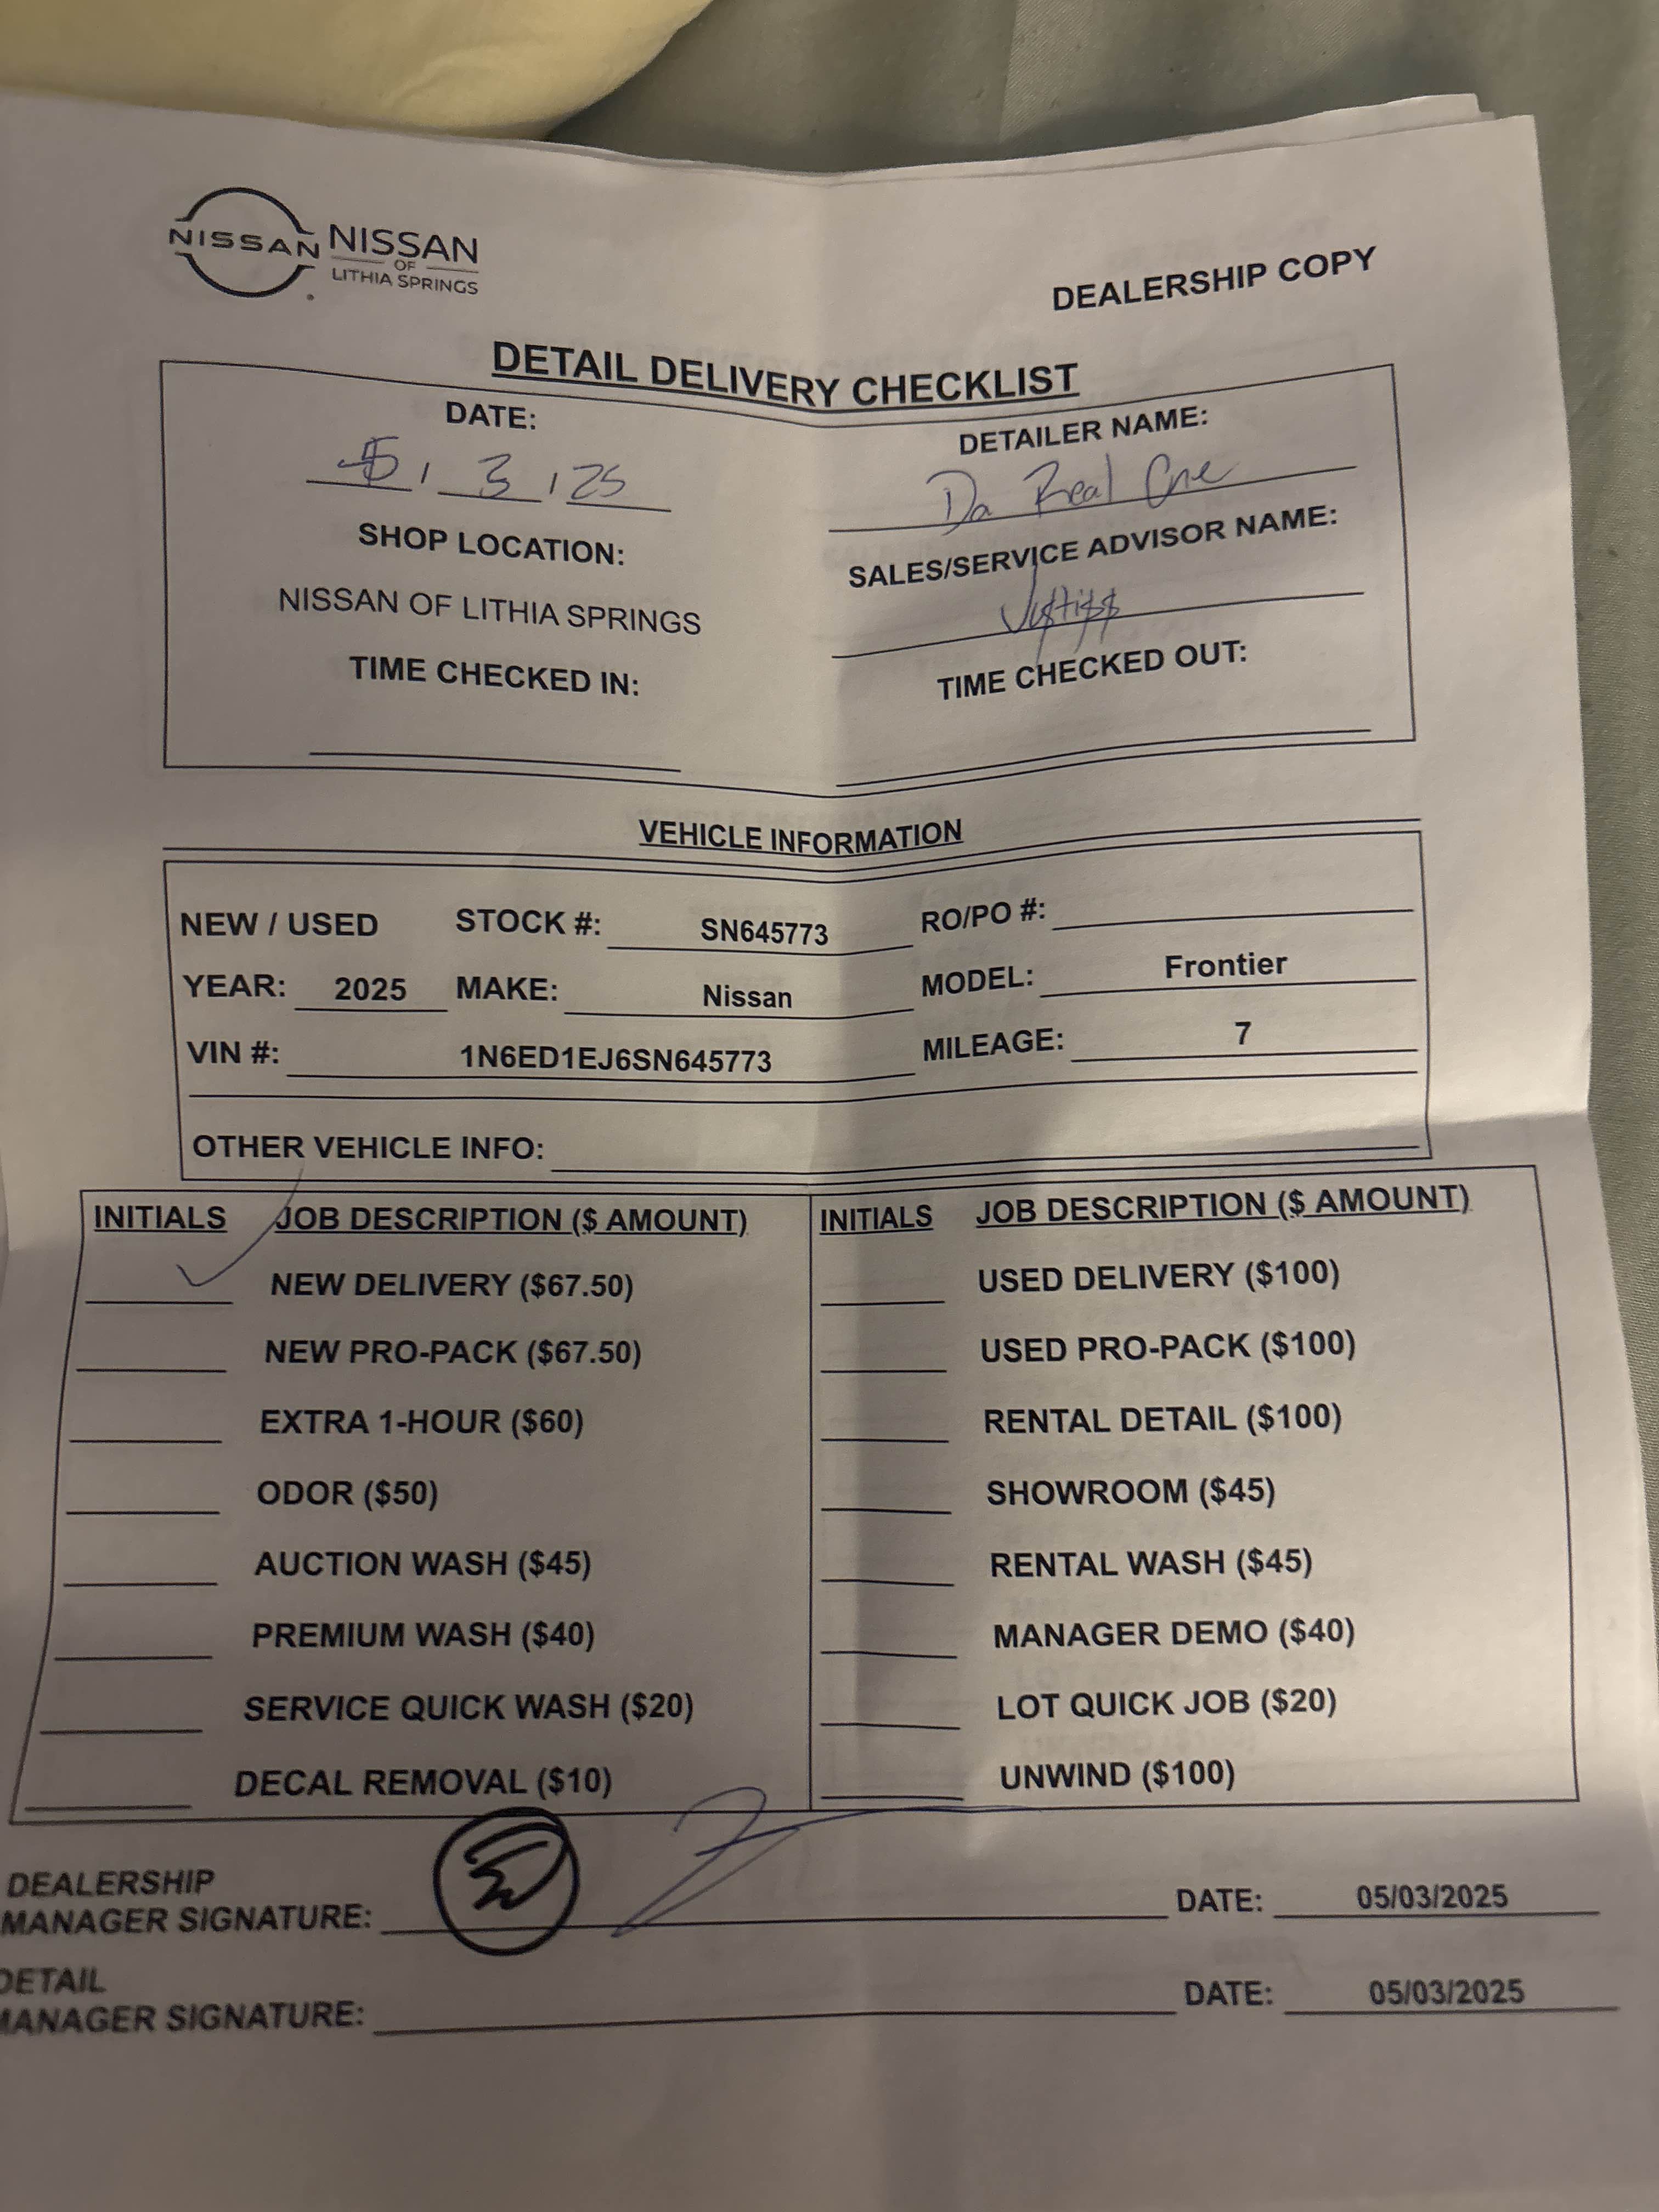 NISSAN NISSAN
OF
LITHIA SPRINGS
DEALERSHIP COPY
DETAIL DELIVERY CHECKLIST
DATE:
5 / 3 / 25
DETAILER NAME:
Da Real One
SHOP LOCATION:
NISSAN OF LITHIA SPRINGS
SALES/SERVICE ADVISOR NAME:
TIME CHECKED IN:
TIME CHECKED OUT:
VEHICLE INFORMATION
NEW / USED STOCK #: SN645773 RO/PO #:
YEAR: 2025 MAKE: Nissan MODEL: Frontier
VIN #: 1N6ED1EJ6SN645773 MILEAGE: 7
OTHER VEHICLE INFO:
INITIALS JOB DESCRIPTION ($ AMOUNT) INITIALS JOB DESCRIPTION ($ AMOUNT)
NEW DELIVERY ($67.50) USED DELIVERY ($100)
NEW PRO-PACK ($67.50) USED PRO-PACK ($100)
EXTRA 1-HOUR ($60) RENTAL DETAIL ($100)
ODOR ($50) SHOWROOM ($45)
AUCTION WASH ($45) RENTAL WASH ($45)
PREMIUM WASH ($40) MANAGER DEMO ($40)
SERVICE QUICK WASH ($20) LOT QUICK JOB ($20)
DECAL REMOVAL ($10) UNWIND ($100)
DEALERSHIP
MANAGER SIGNATURE: DATE: 05/03/2025
DETAIL
MANAGER SIGNATURE: DATE: 05/03/2025